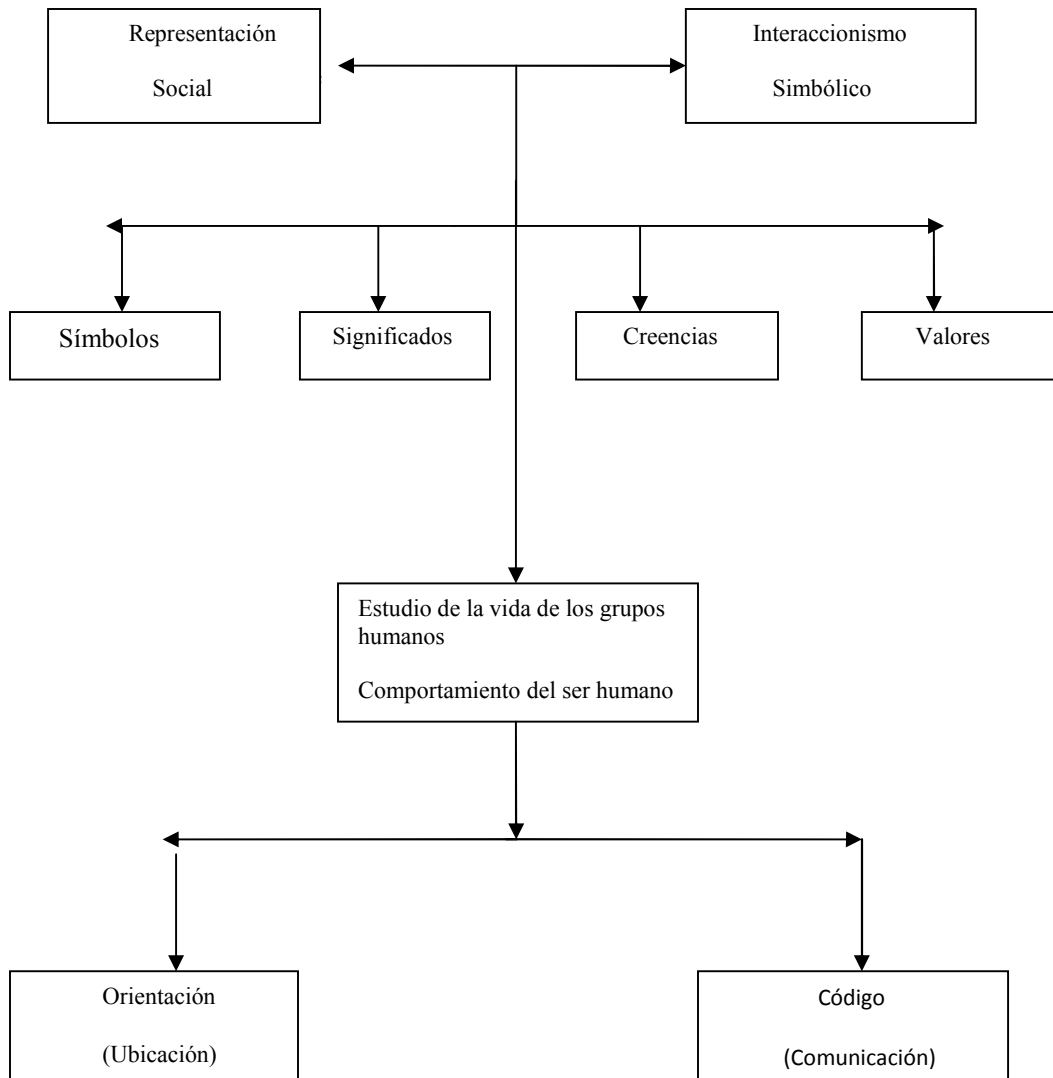 Representación
Social
Interaccionismo
Simbólico
Símbolos
Significados
Creencias
Valores
Estudio de la vida de los grupos
humanos
Comportamiento del ser humano
Orientación
(Ubicación)
Código
(Comunicación)